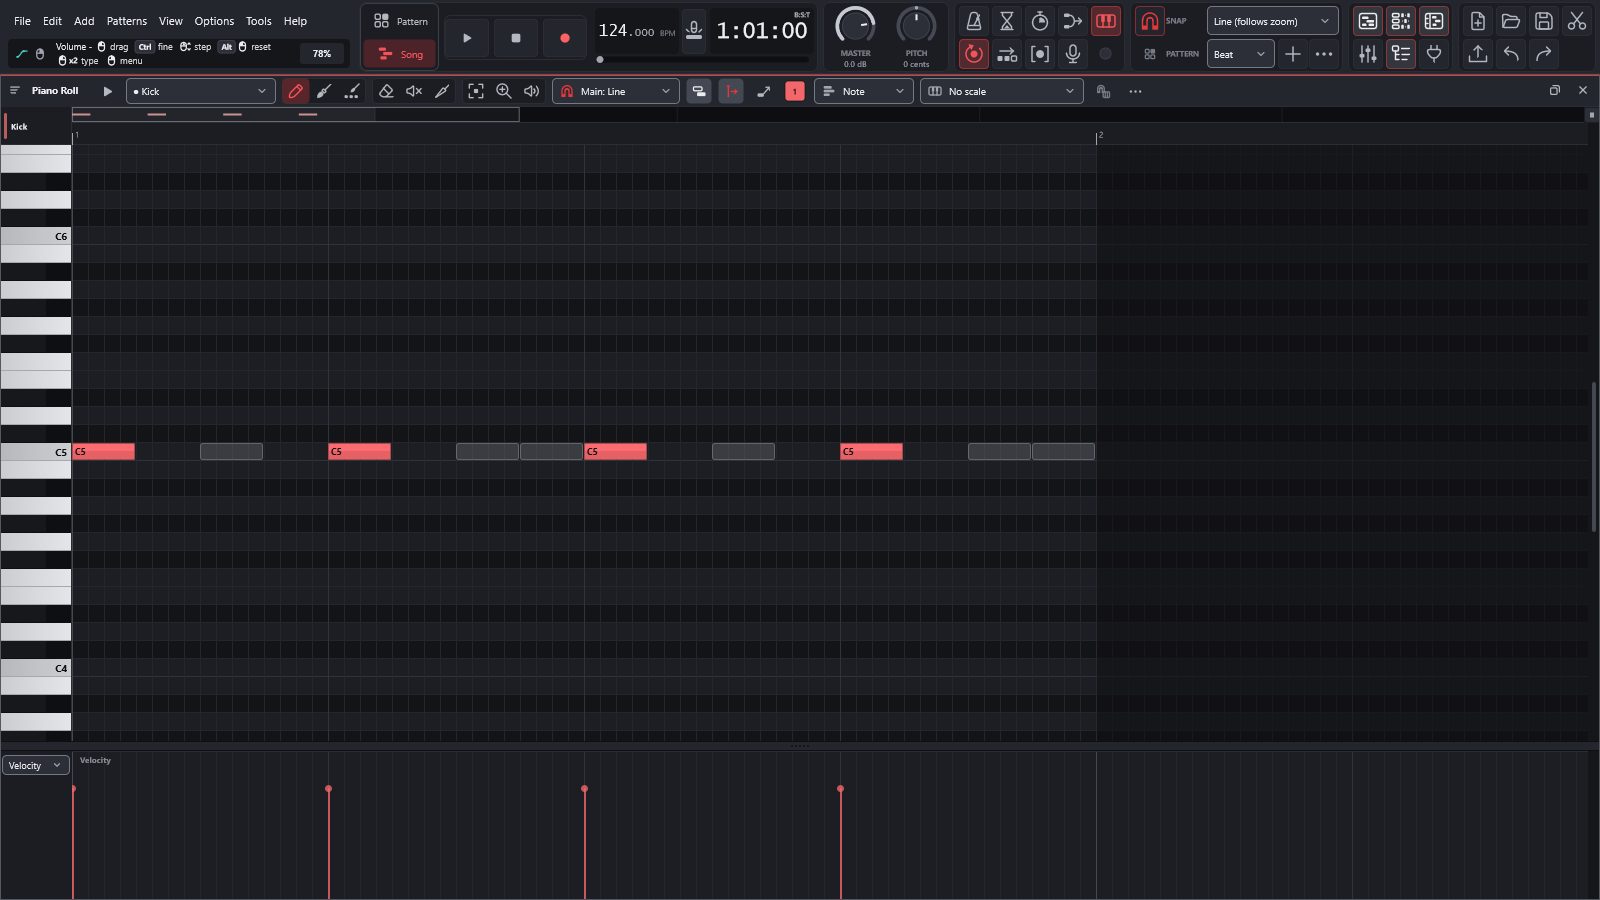 File Edit Add Patterns View Options Tools Help
Volume - drag Ctrl fine step Alt reset
x2 type menu
78%
Pattern
Song
124.000 BPM
B:S:T
1:01:00
MASTER
0.0 dB
PITCH
0 cents
SNAP
Line (follows zoom)
PATTERN
Beat
Piano Roll
Kick
Main: Line
1
Note
No scale
Kick
1
2
C6
C5
C5
C5
C5
C5
C4
Velocity
Velocity